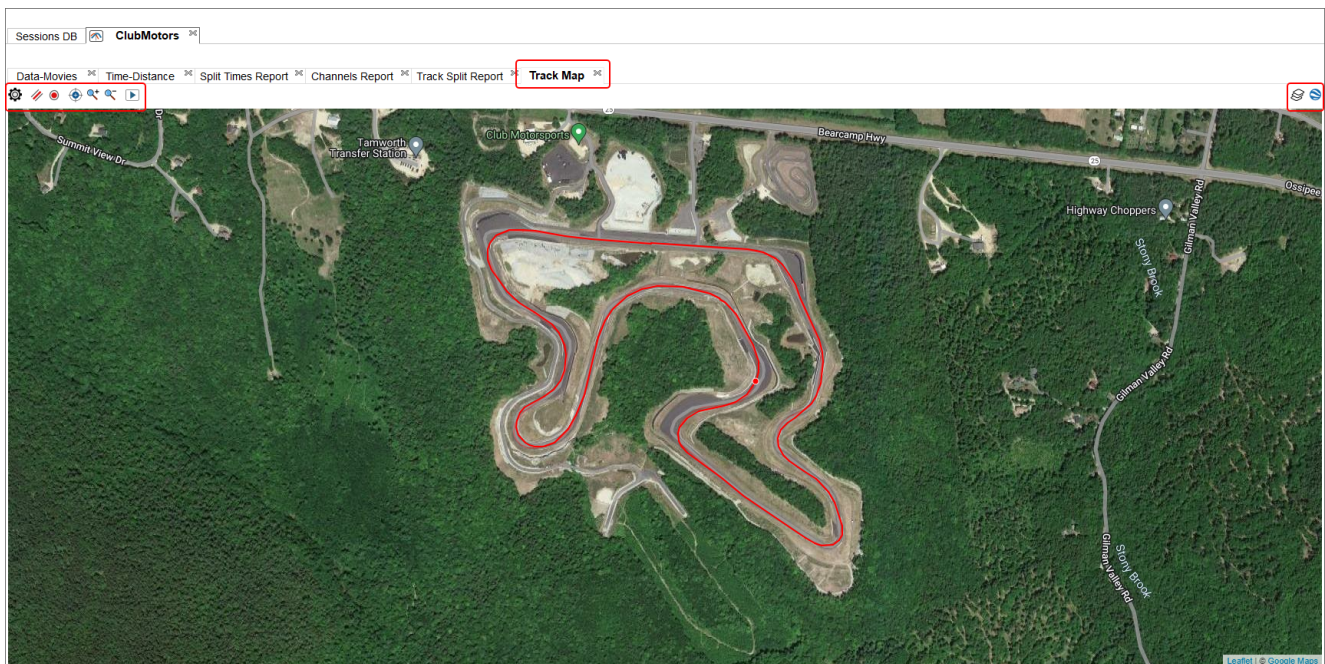 Sessions DB
ClubMotors
Data-Movies
Time-Distance
Split Times Report
Channels Report
Track Split Report
Track Map
25
Dr
Club Motorsports
Bearcamp Hwy
Summit View Dr
Tamworth
Transfer Station
25
Ossipee
Highway Choppers
Gilman Valley Rd
Stony Brook
Gilman Valley Rd
Gilman Valley Rd
Stony Brook
Leaflet | © Google Maps